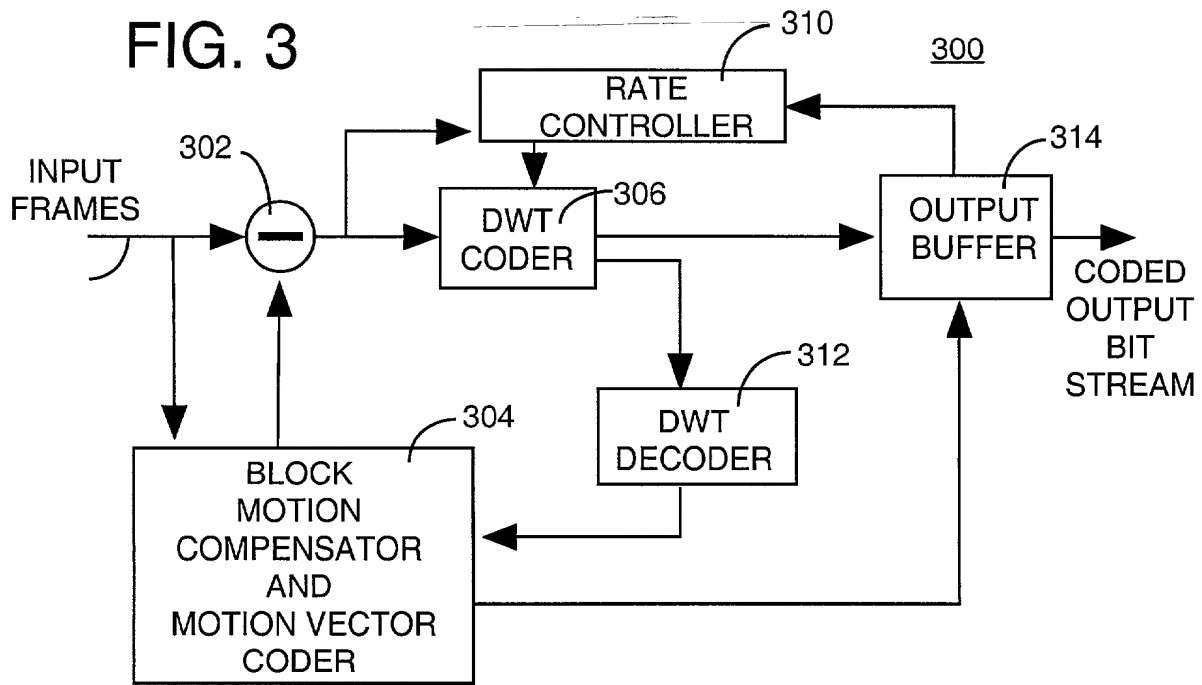 FIG. 3
310
300
RATE
CONTROLLER
302
314
INPUT
FRAMES
306
DWT
CODER
OUTPUT
BUFFER
CODED
OUTPUT
BIT
STREAM
312
DWT
DECODER
304
BLOCK
MOTION
COMPENSATOR
AND
MOTION VECTOR
CODER